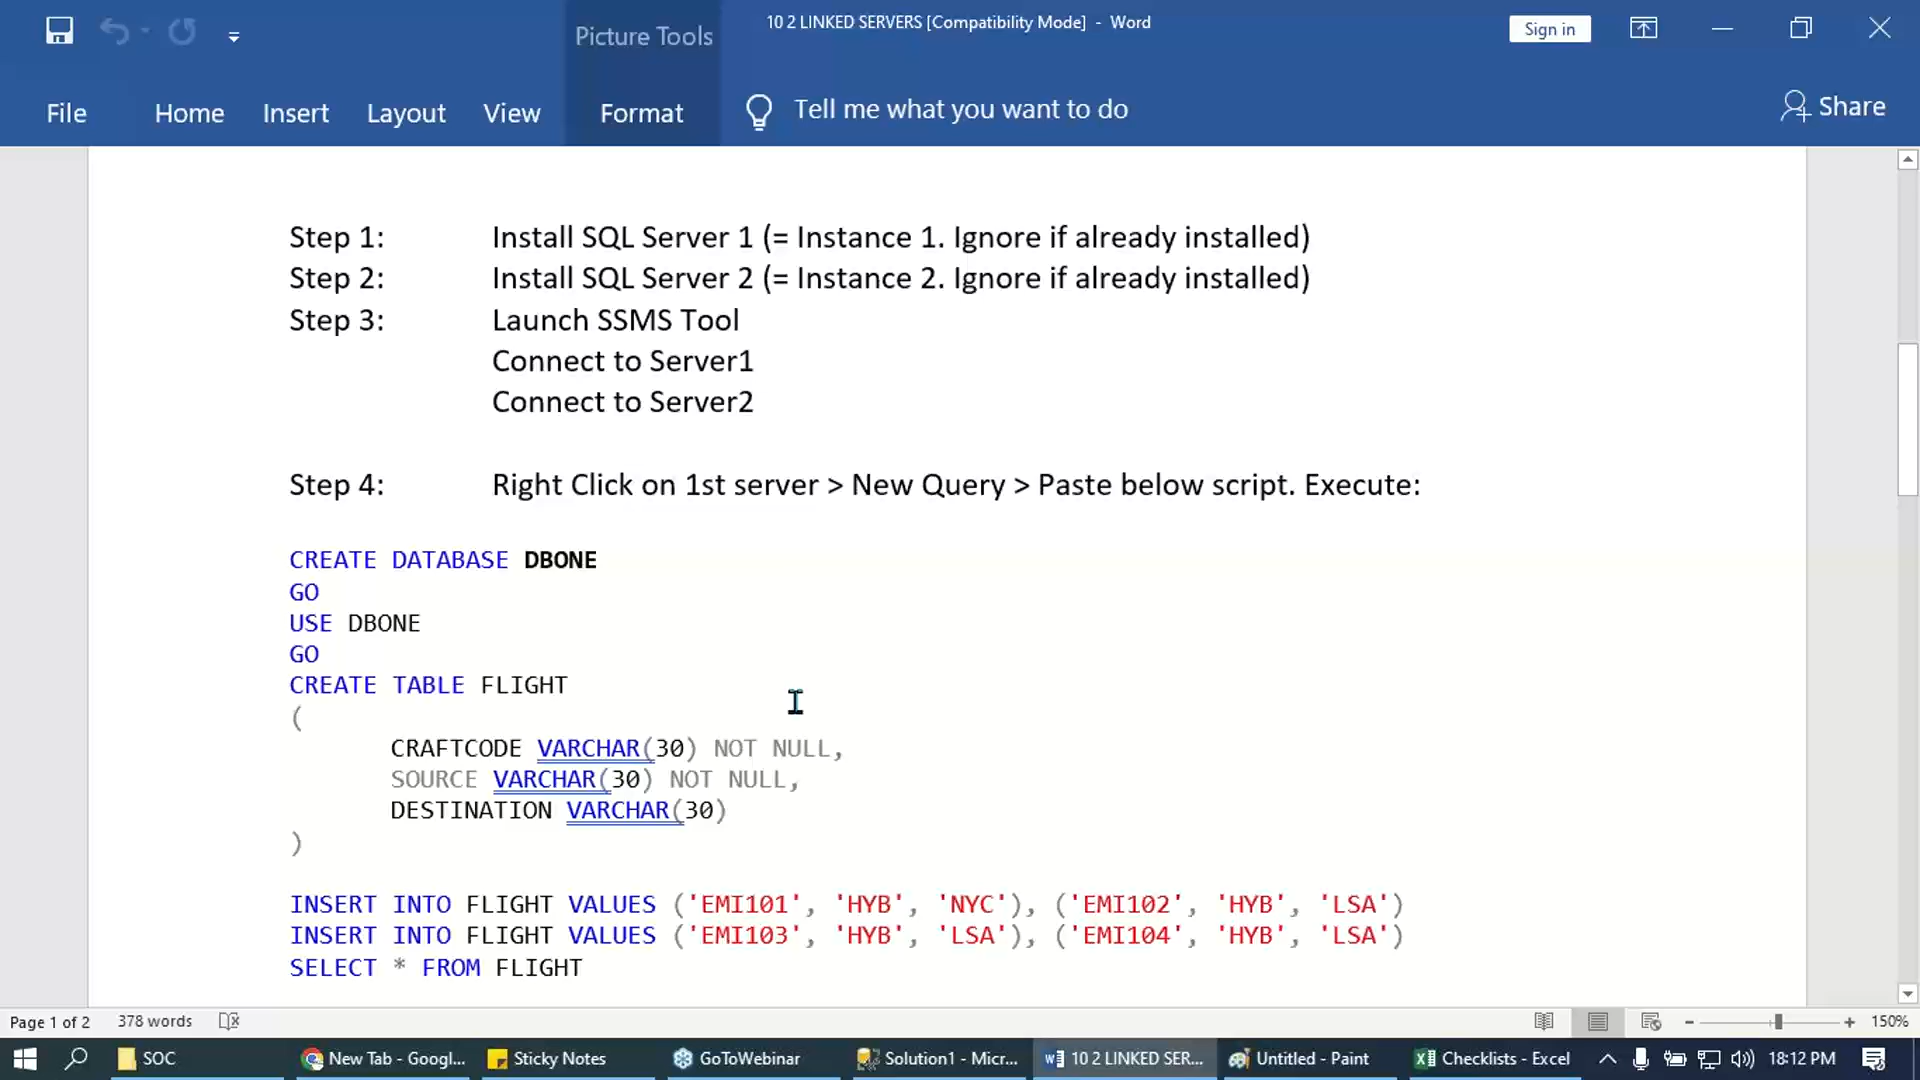 10 2 LINKED SERVERS [Compatibility Mode] - Word
Picture Tools
Sign in
File Home Insert Layout View Format Tell me what you want to do Share
Step 1: Install SQL Server 1 (= Instance 1. Ignore if already installed)
Step 2: Install SQL Server 2 (= Instance 2. Ignore if already installed)
Step 3: Launch SSMS Tool
Connect to Server1
Connect to Server2
Step 4: Right Click on 1st server > New Query > Paste below script. Execute:
CREATE DATABASE DBONE
GO
USE DBONE
GO
CREATE TABLE FLIGHT
(
CRAFTCODE VARCHAR(30) NOT NULL,
SOURCE VARCHAR(30) NOT NULL,
DESTINATION VARCHAR(30)
)
INSERT INTO FLIGHT VALUES ('EMI101', 'HYB', 'NYC'), ('EMI102', 'HYB', 'LSA')
INSERT INTO FLIGHT VALUES ('EMI103', 'HYB', 'LSA'), ('EMI104', 'HYB', 'LSA')
SELECT * FROM FLIGHT
Page 1 of 2 378 words 150%
SOC New Tab - Googl... Sticky Notes GoToWebinar Solution1 - Micr... 10 2 LINKED SER... Untitled - Paint Checklists - Excel 18:12 PM